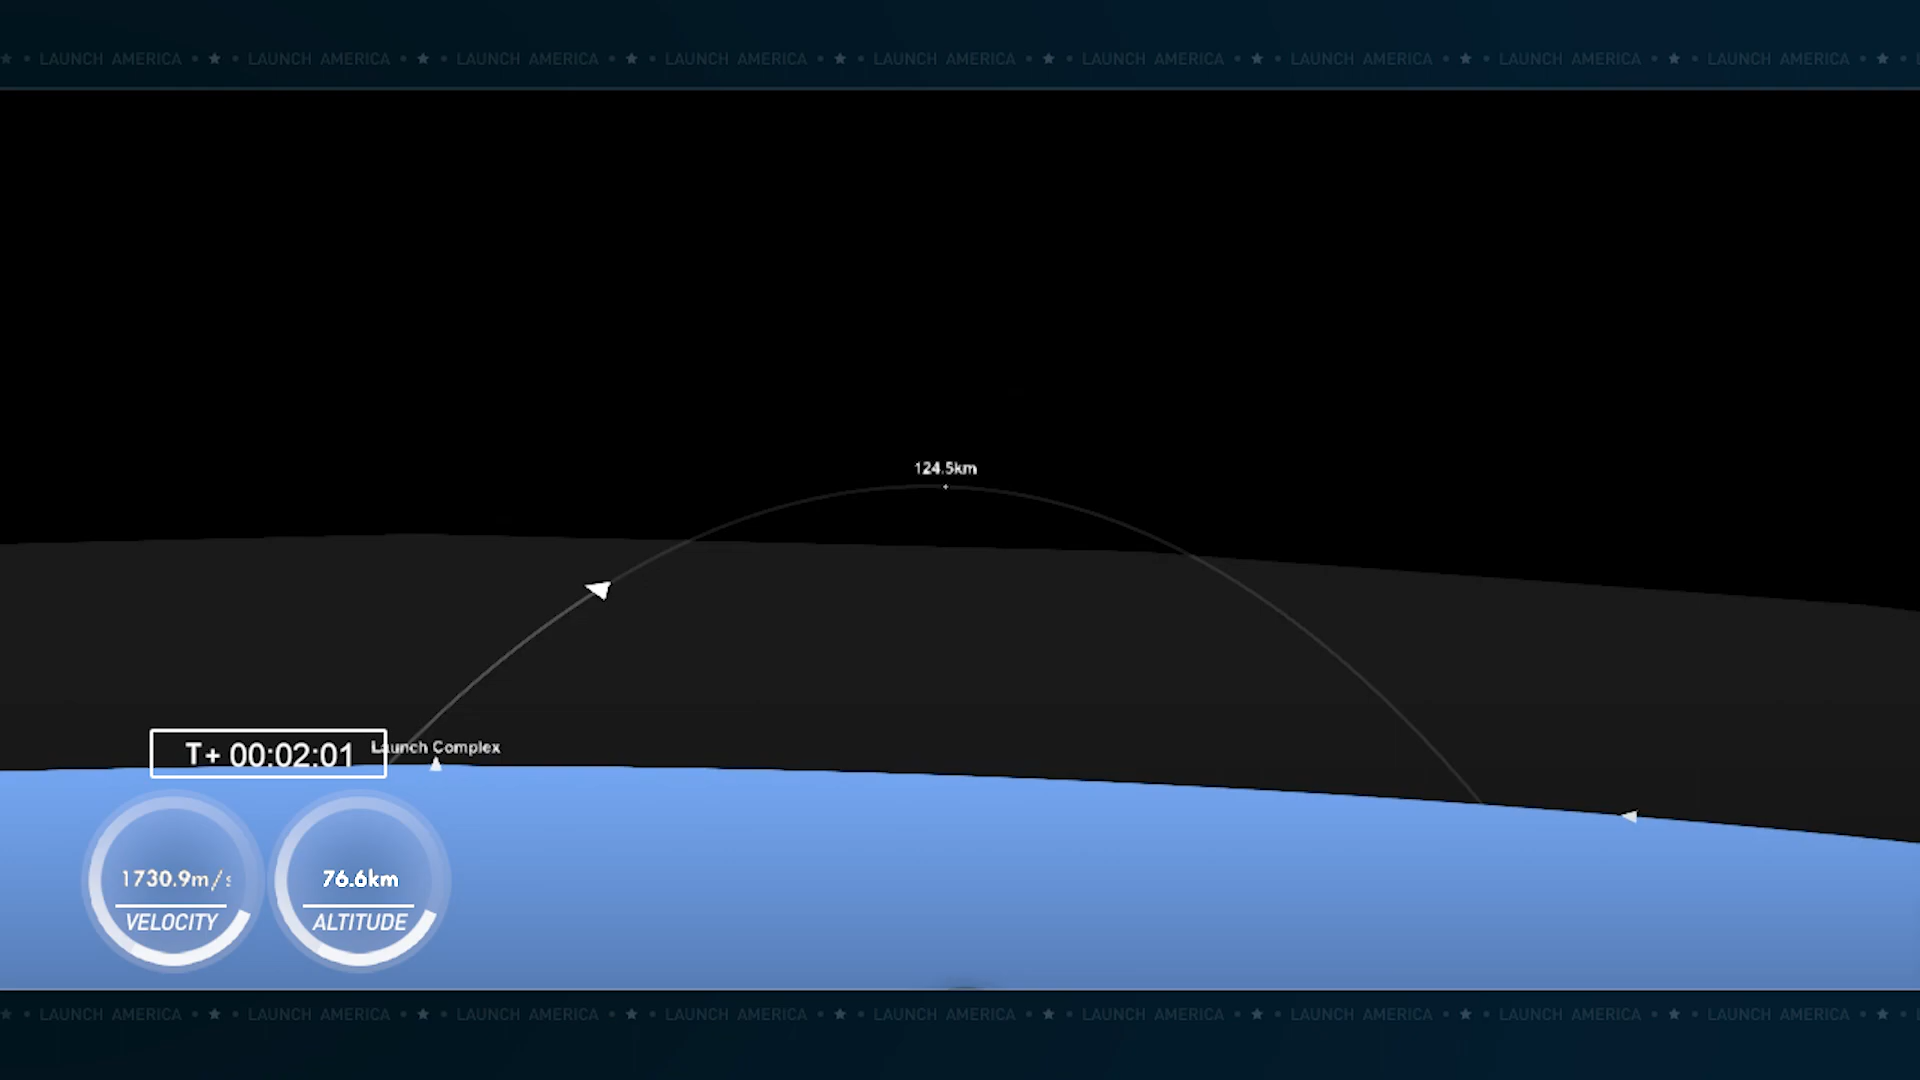 LAUNCH AMERICA • ★ • LAUNCH AMERICA • ★ • LAUNCH AMERICA • ★ • LAUNCH AMERICA • ★ • LAUNCH AMERICA • ★ • LAUNCH AMERICA • ★ • LAUNCH AMERICA • ★ • LAUNCH AMERICA • ★ • LAUNCH AMERICA
124.5km
T+ 00:02:01
Launch Complex
1730.9m/s
VELOCITY
76.6km
ALTITUDE
LAUNCH AMERICA • ★ • LAUNCH AMERICA • ★ • LAUNCH AMERICA • ★ • LAUNCH AMERICA • ★ • LAUNCH AMERICA • ★ • LAUNCH AMERICA • ★ • LAUNCH AMERICA • ★ • LAUNCH AMERICA • ★ • LAUNCH AMERICA